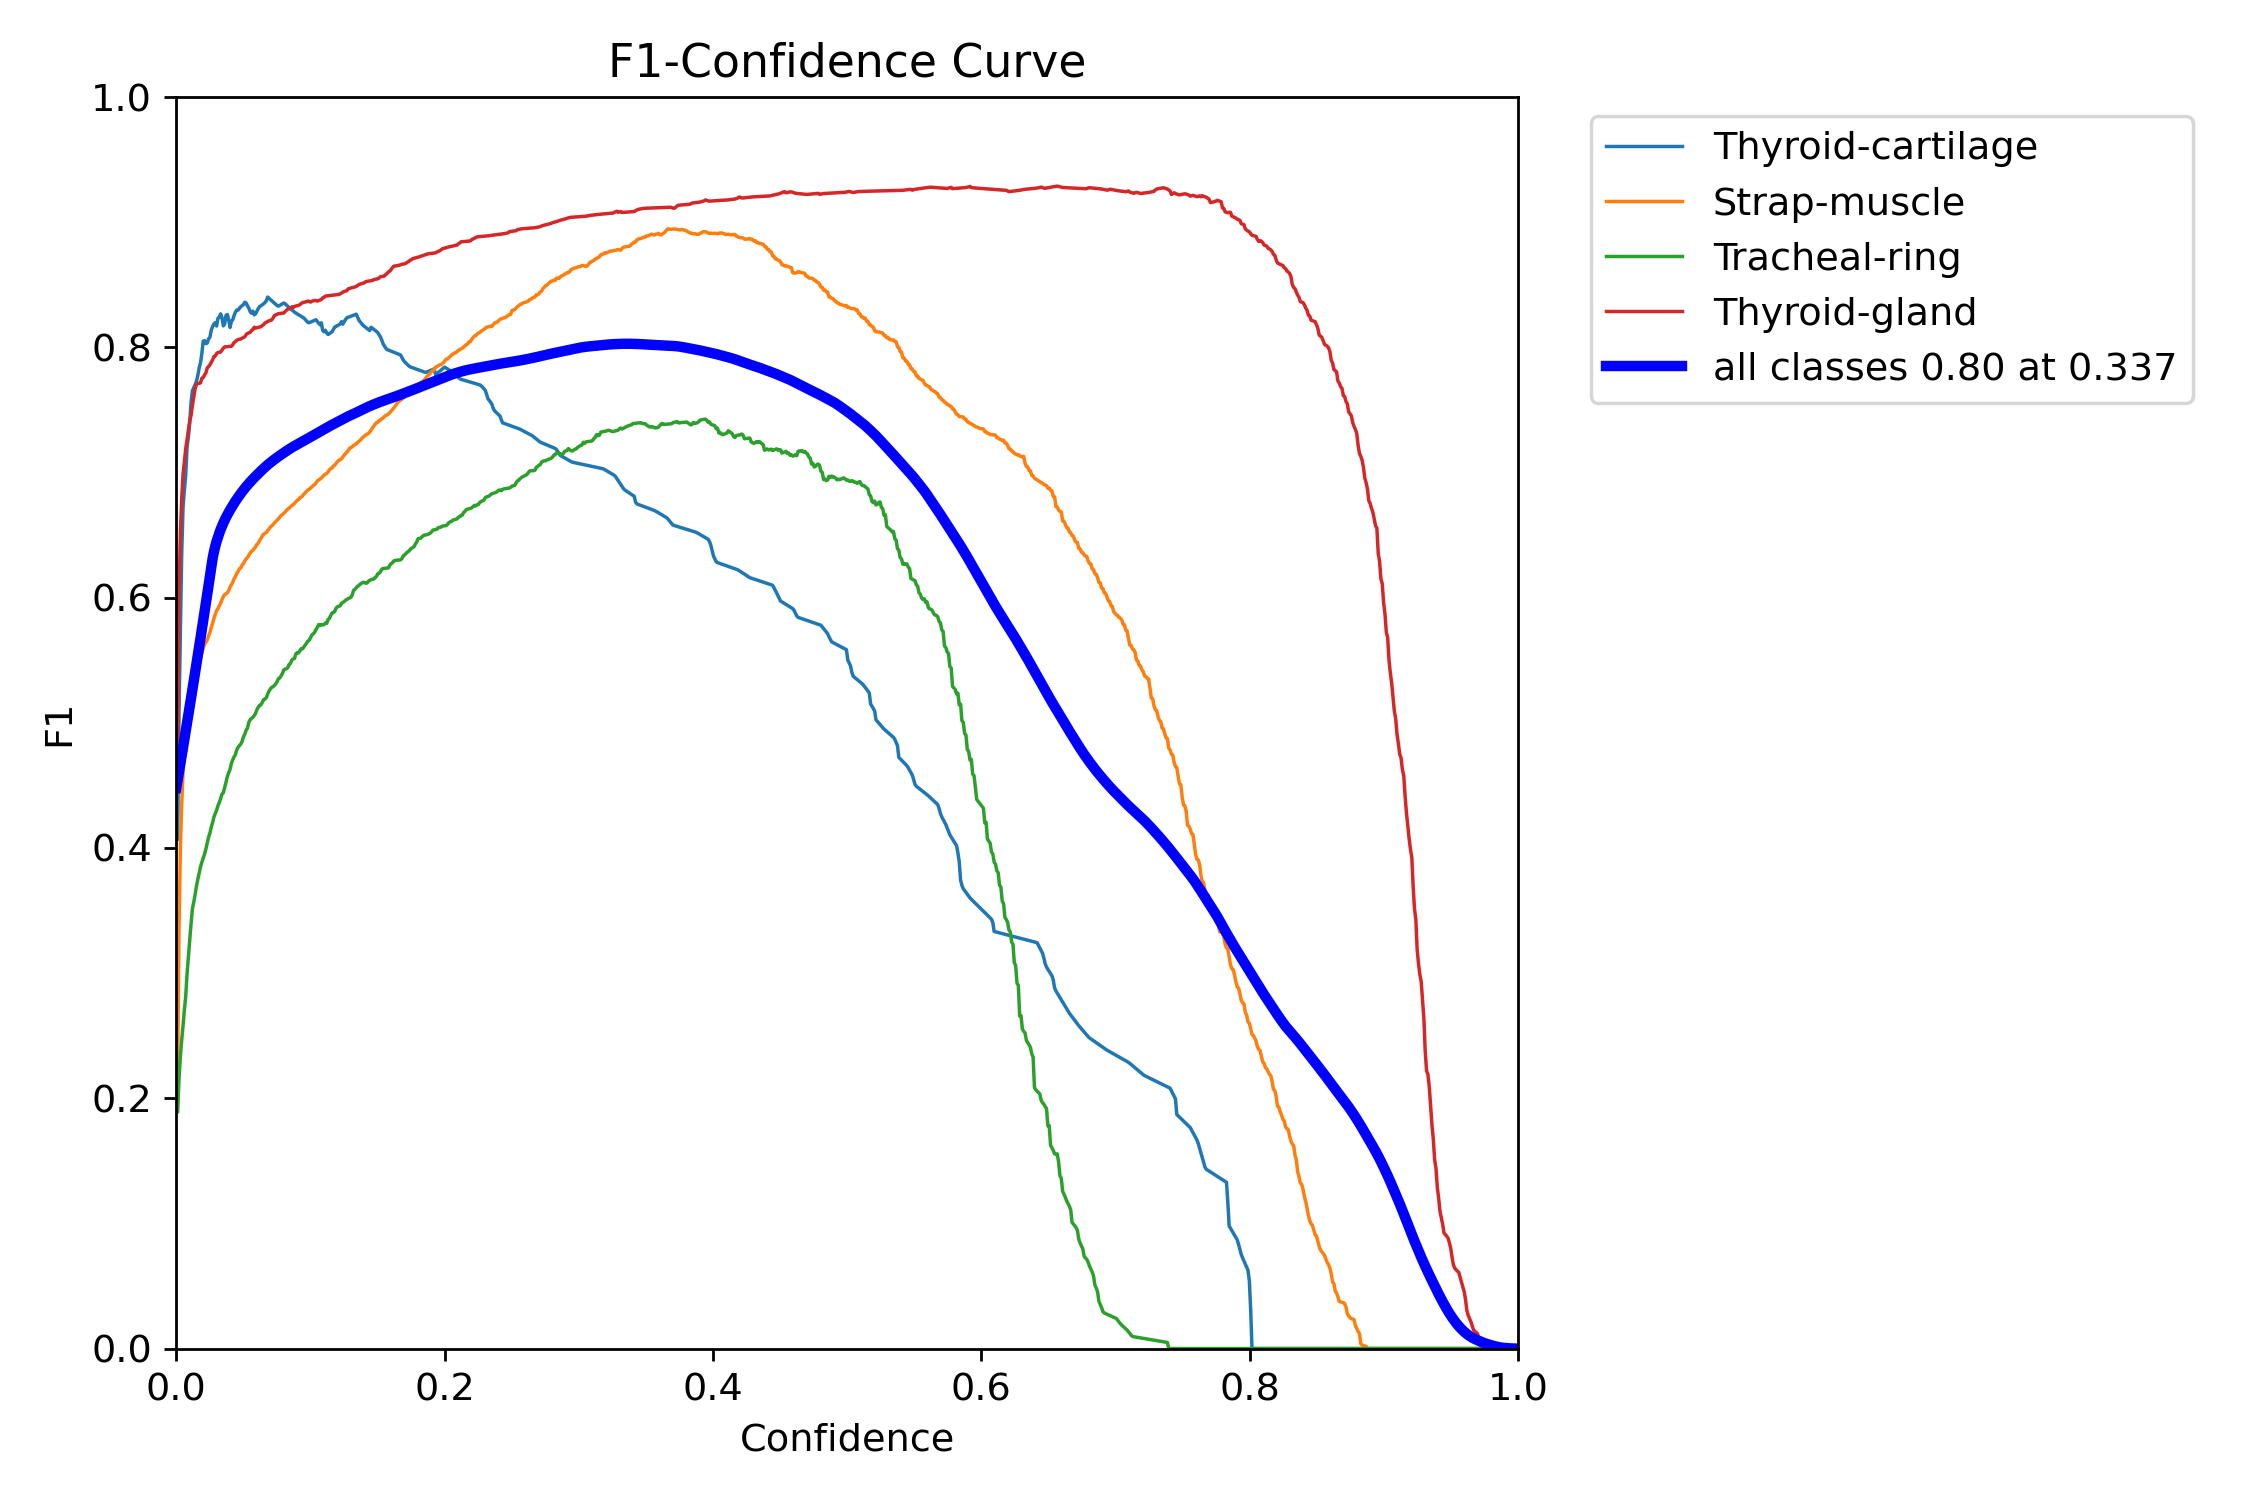 F1-Confidence Curve
1.0
0.8
0.6
0.4
0.2
0.0
F1
0.0 0.2 0.4 0.6 0.8 1.0
Confidence
Thyroid-cartilage
Strap-muscle
Tracheal-ring
Thyroid-gland
all classes 0.80 at 0.337